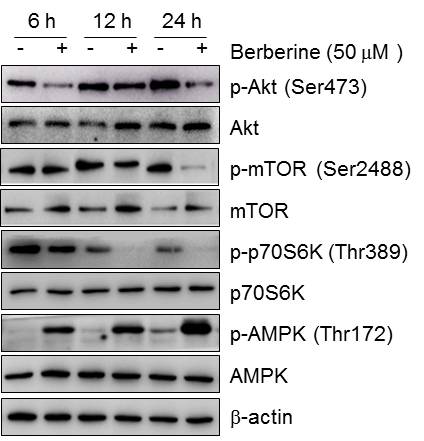 6 h 12 h 24 h
- + - + - + Berberine (50 μM )
p-Akt (Ser473)
Akt
p-mTOR (Ser2488)
mTOR
p-p70S6K (Thr389)
p70S6K
p-AMPK (Thr172)
AMPK
β-actin